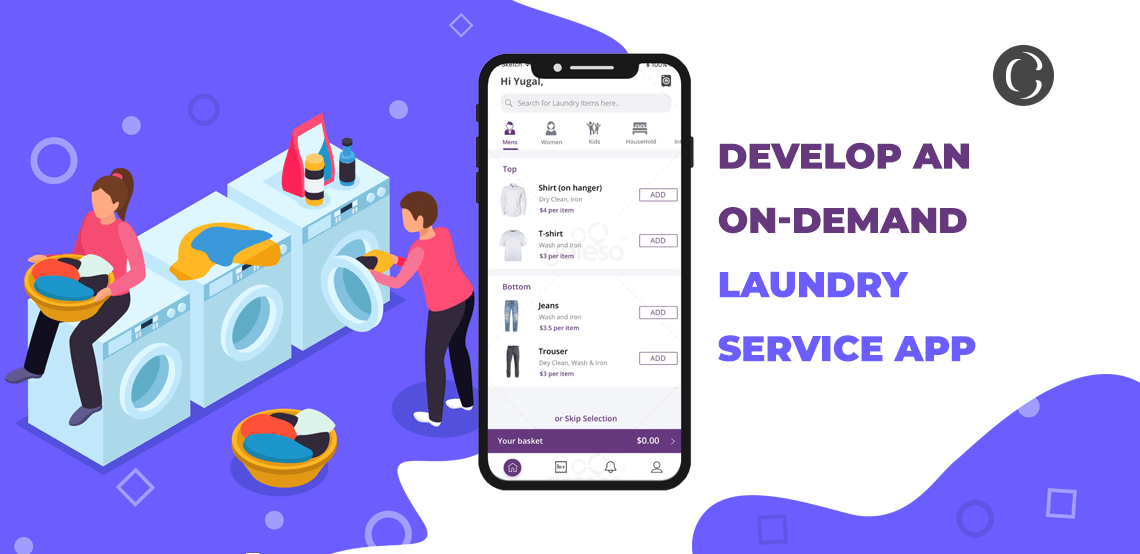 Hi Yugal,
Search for Laundry Items here..
Mens
Women
Kids
HouseHold
Top
Shirt (on hanger)
Dry Clean, Iron
$4 per item
ADD
T-shirt
Wash and Iron
$3 per item
ADD
Bottom
Jeans
Wash and Iron
$3.5 per item
ADD
Trouser
Dey Clean, Wash & Iron
$3 per item
ADD
or Skip Selection
Your basket $0.00
DEVELOP AN
ON-DEMAND
LAUNDRY
SERVICE APP